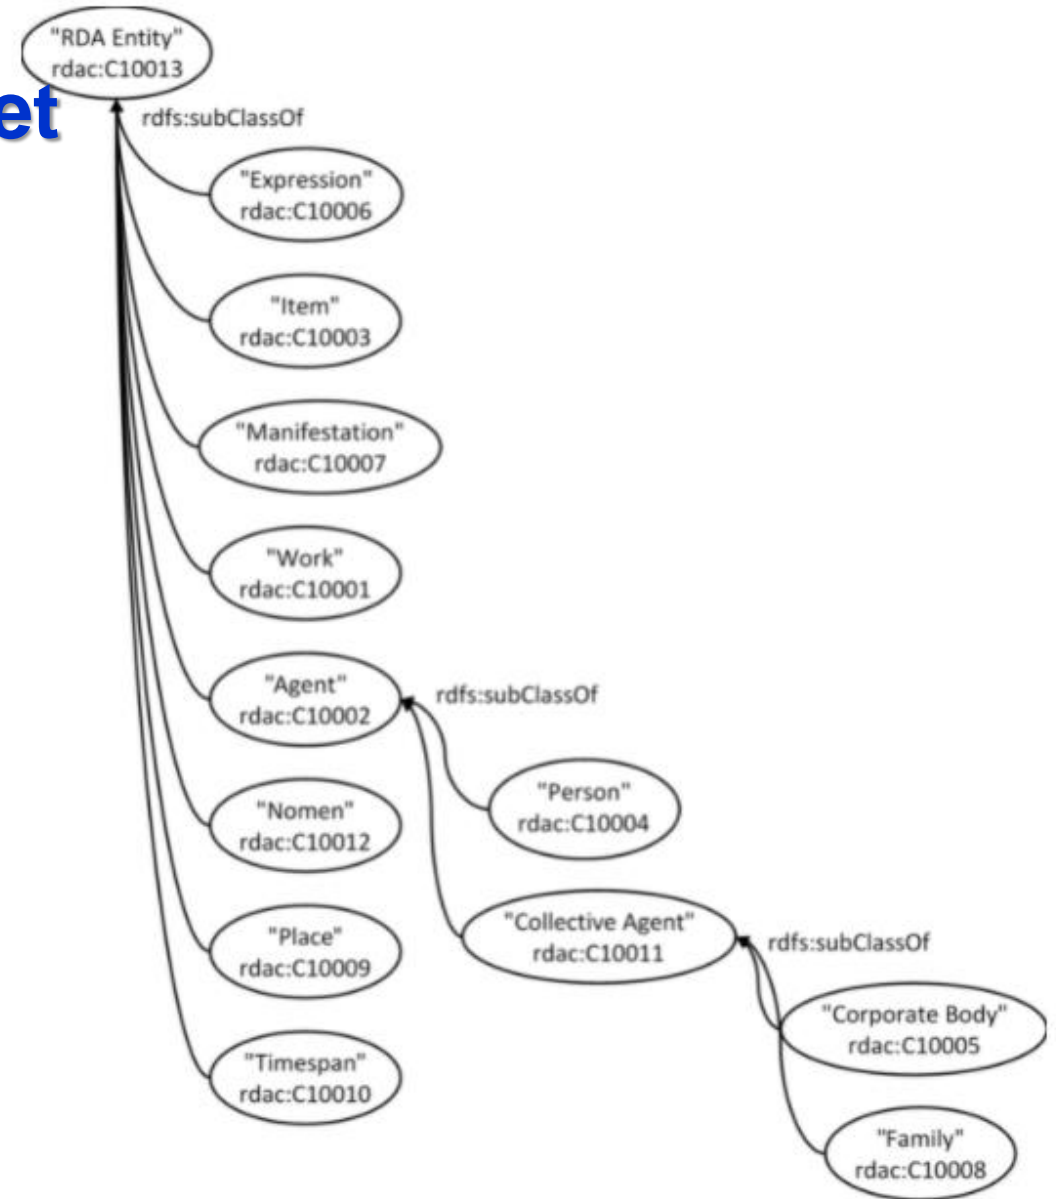 "RDA Entity"
rdac:C10013
et
rdfs:subClassOf
"Expression"
rdac:C10006
"Item"
rdac:C10003
"Manifestation"
rdac:C10007
"Work"
rdac:C10001
"Agent"
rdac:C10002
rdfs:subClassOf
"Person"
rdac:C10004
"Nomen"
rdac:C10012
"Collective Agent"
rdac:C10011
rdfs:subClassOf
"Place"
rdac:C10009
"Corporate Body"
rdac:C10005
"Timespan"
rdac:C10010
"Family"
rdac:C10008